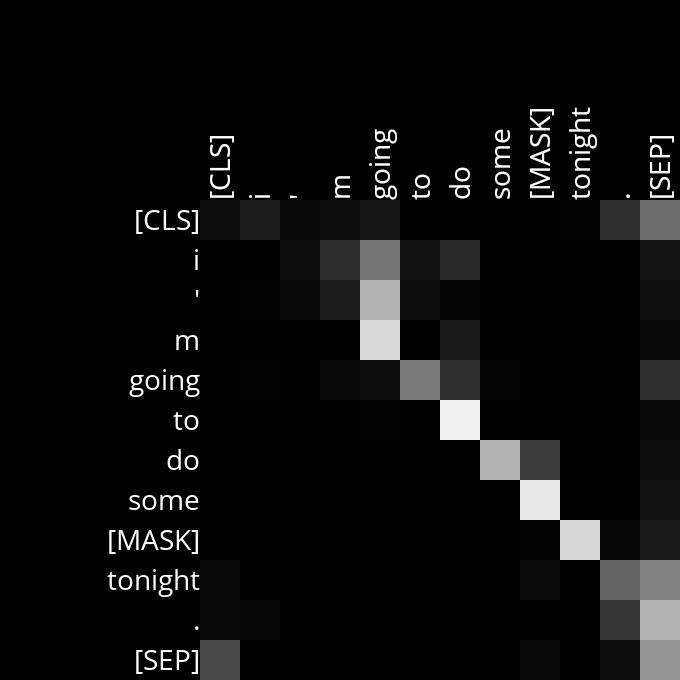 [CLS] i ' m going to do some [MASK] tonight . [SEP]
[CLS]
i
'
m
going
to
do
some
[MASK]
tonight
.
[SEP]